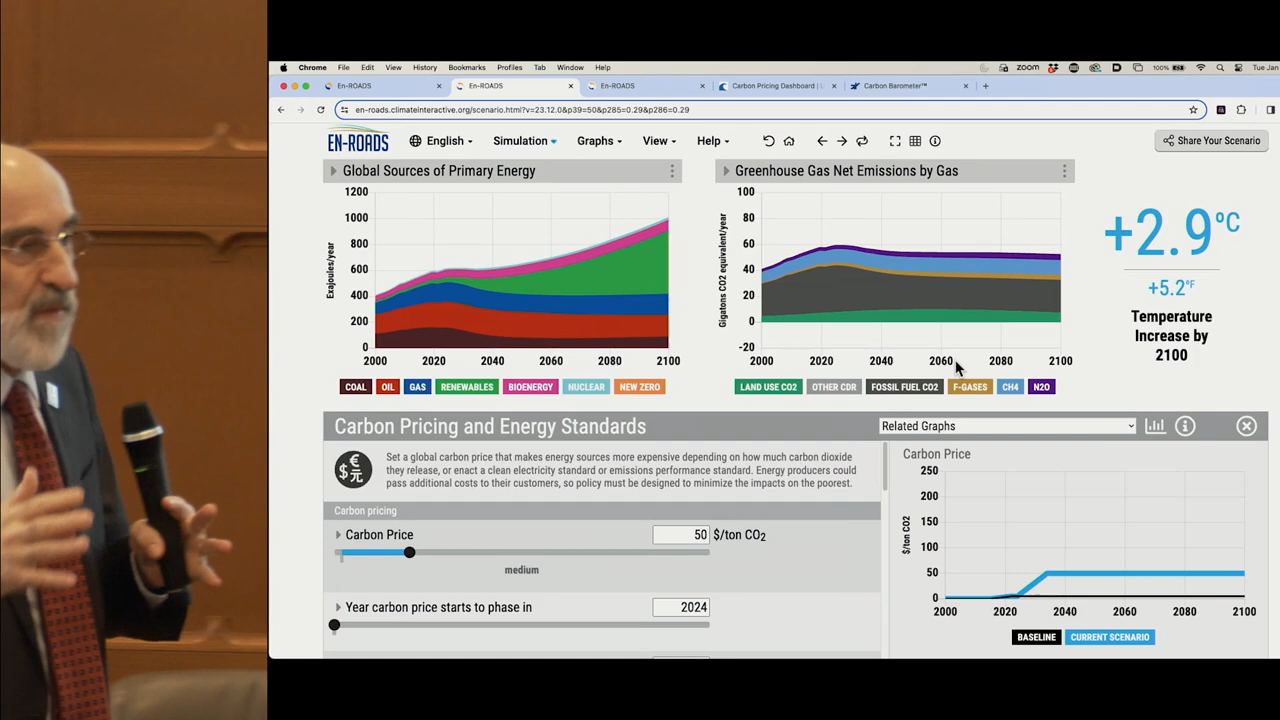 Chrome File Edit View History Bookmarks Profiles Tab Window Help
zoom 100% Tue Jan
En-ROADS En-ROADS En-ROADS Carbon Pricing Dashboard | Carbon Barometer™
en-roads.climateinteractive.org/scenario.html?v=23.12.0&p39=50&p285=0.29&p286=0.29
EN-ROADS English Simulation Graphs View Help Share Your Scenario
Global Sources of Primary Energy
Exajoules/year
1200
1000
800
600
400
200
0
2000 2020 2040 2060 2080 2100
COAL OIL GAS RENEWABLES BIOENERGY NUCLEAR NEW ZERO
Greenhouse Gas Net Emissions by Gas
Gigatons CO2 equivalent/year
100
80
60
40
20
0
-20
2000 2020 2040 2060 2080 2100
LAND USE CO2 OTHER CDR FOSSIL FUEL CO2 F-GASES CH4 N2O
+2.9°C
+5.2°F
Temperature
Increase by
2100
Carbon Pricing and Energy Standards
Related Graphs
$€元
Set a global carbon price that makes energy sources more expensive depending on how much carbon dioxide
they release, or enact a clean electricity standard or emissions performance standard. Energy producers could
pass additional costs to their customers, so policy must be designed to minimize the impacts on the poorest.
Carbon pricing
Carbon Price 50 $/ton CO₂
medium
Year carbon price starts to phase in 2024
Carbon Price
$/ton CO2
250
200
150
100
50
0
2000 2020 2040 2060 2080 2100
BASELINE CURRENT SCENARIO